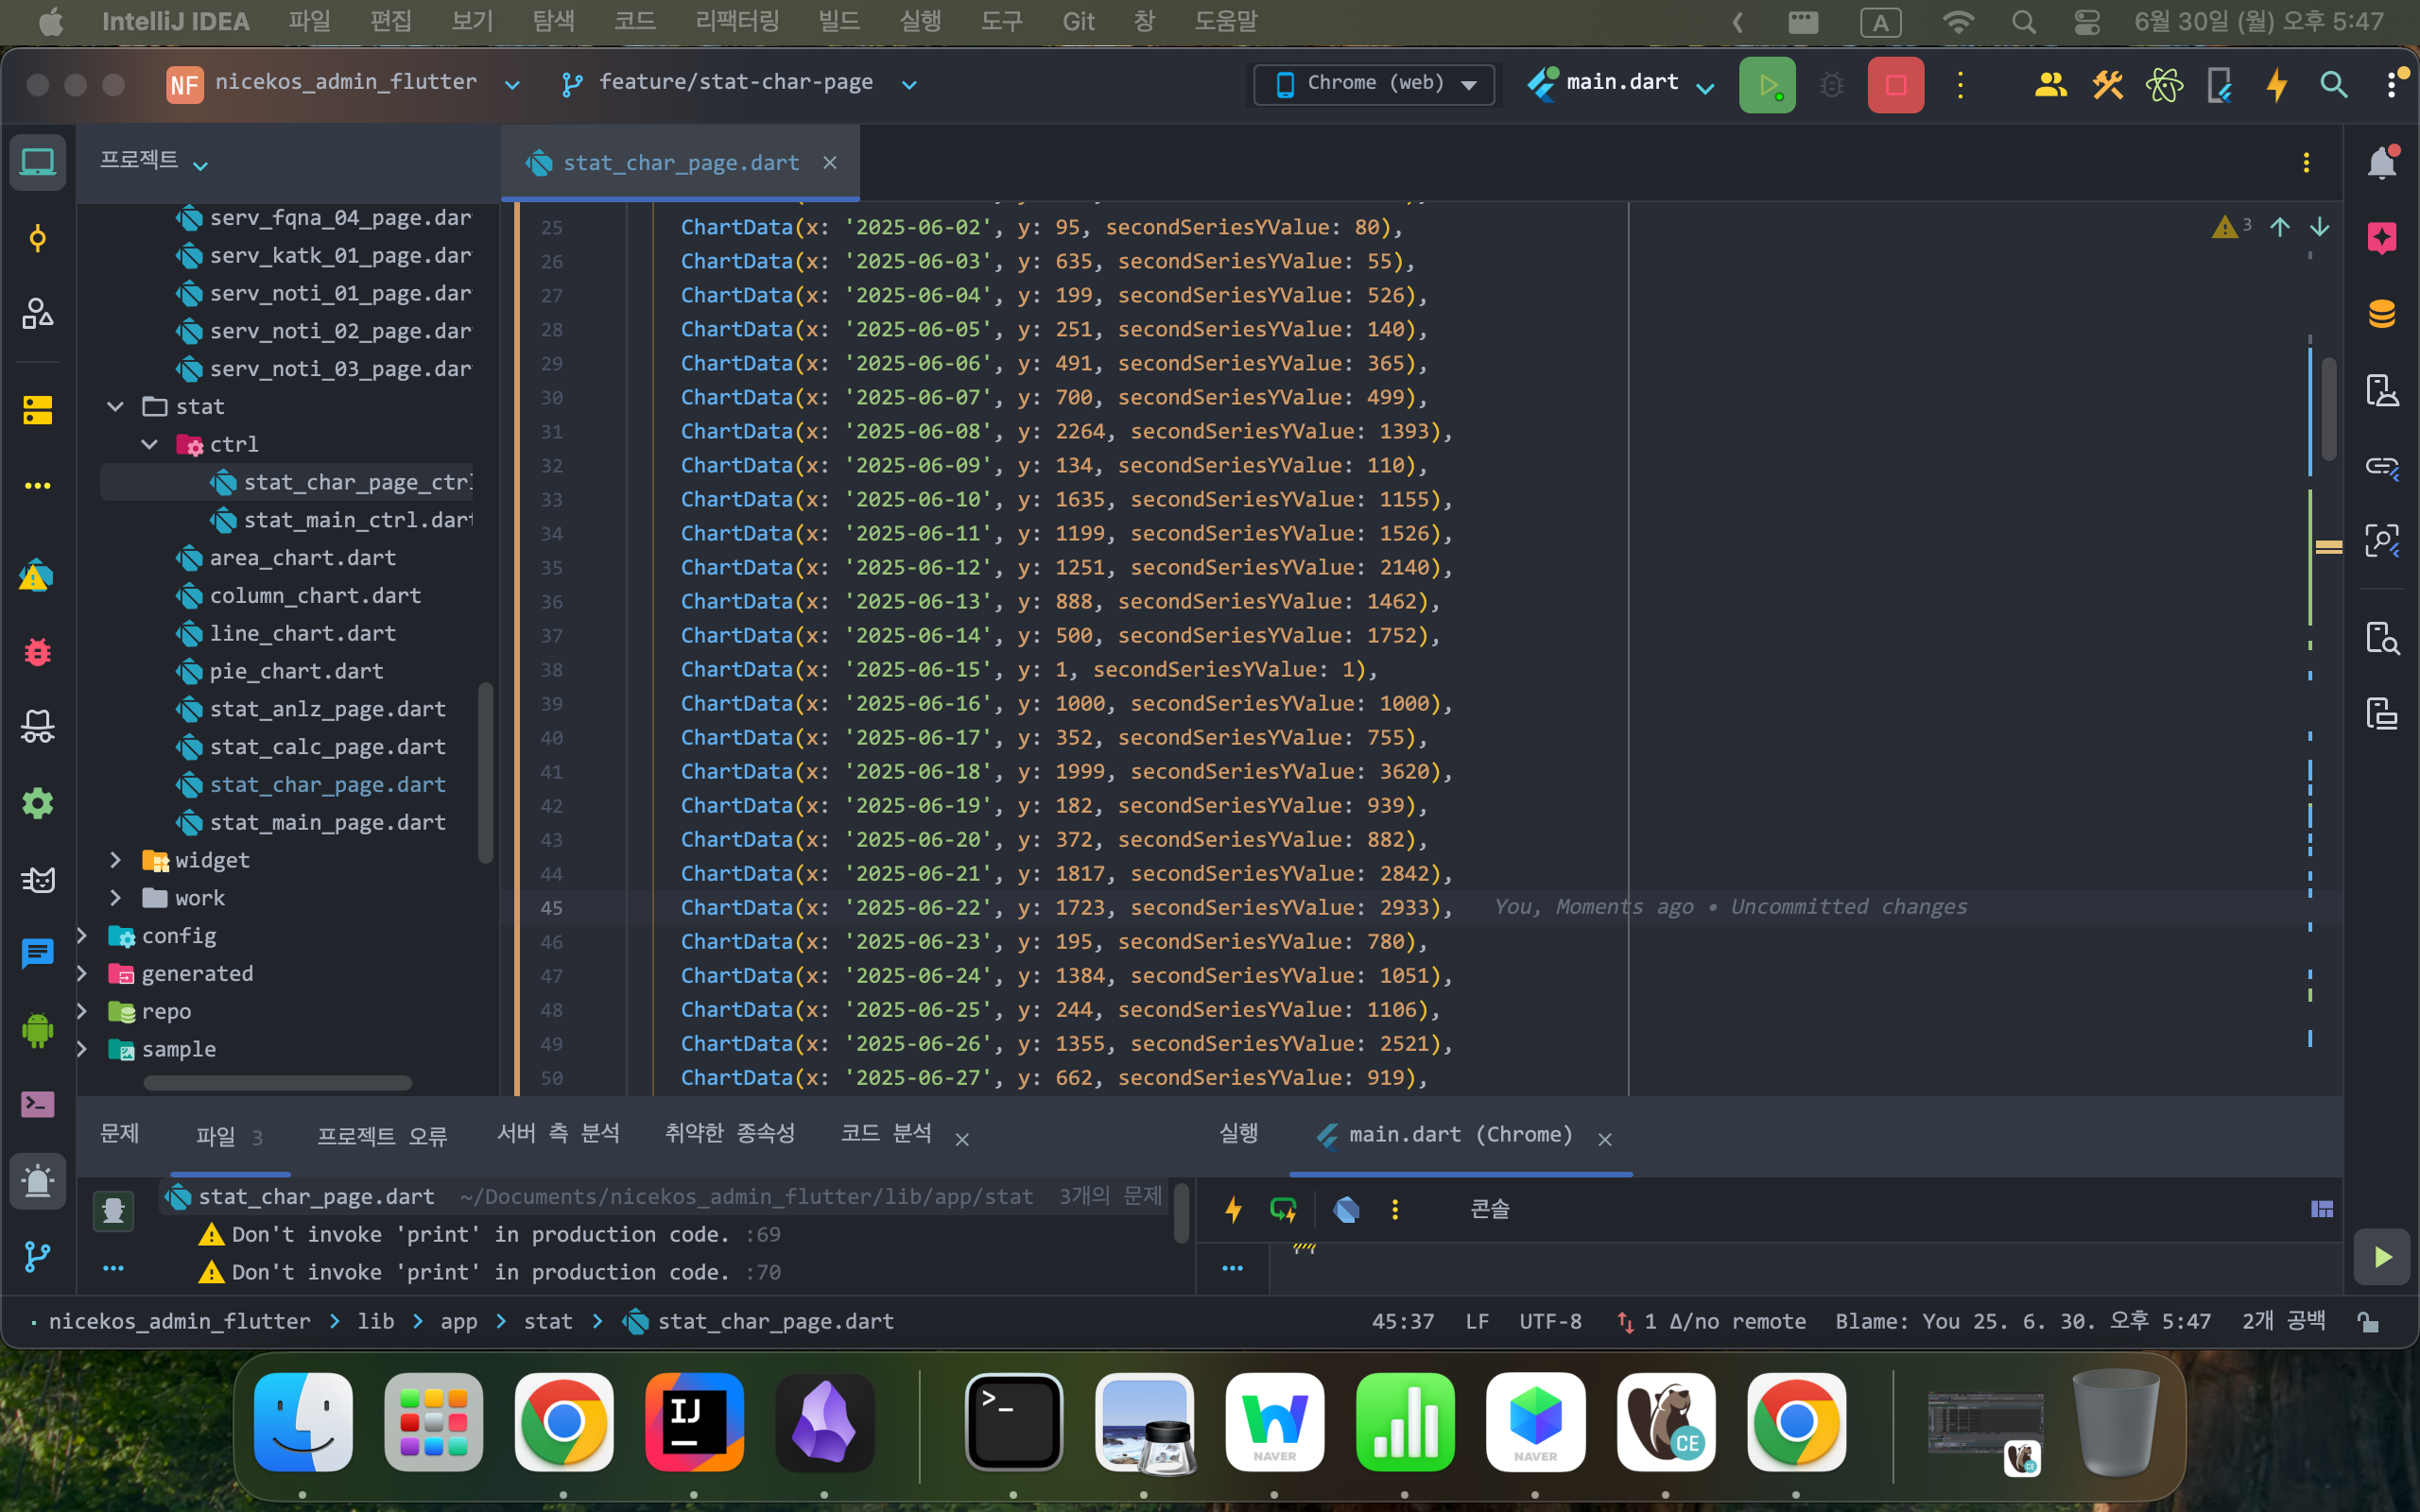 IntelliJ IDEA 파일 편집 보기 탐색 코드 리팩터링 빌드 실행 도구 Git 창 도움말 A 6월 30일 (월) 오후 5:47
NF nicekos_admin_flutter feature/stat-char-page Chrome (web) main.dart
프로젝트
stat_char_page.dart
serv_fqna_04_page.dar
serv_katk_01_page.dar
serv_noti_01_page.dar
serv_noti_02_page.dar
serv_noti_03_page.dar
stat
ctrl
stat_char_page_ctrl
stat_main_ctrl.dart
area_chart.dart
column_chart.dart
line_chart.dart
pie_chart.dart
stat_anlz_page.dart
stat_calc_page.dart
stat_char_page.dart
stat_main_page.dart
widget
work
config
generated
repo
sample
25 ChartData(x: '2025-06-02', y: 95, secondSeriesYValue: 80), 3
26 ChartData(x: '2025-06-03', y: 635, secondSeriesYValue: 55),
27 ChartData(x: '2025-06-04', y: 199, secondSeriesYValue: 526),
28 ChartData(x: '2025-06-05', y: 251, secondSeriesYValue: 140),
29 ChartData(x: '2025-06-06', y: 491, secondSeriesYValue: 365),
30 ChartData(x: '2025-06-07', y: 700, secondSeriesYValue: 499),
31 ChartData(x: '2025-06-08', y: 2264, secondSeriesYValue: 1393),
32 ChartData(x: '2025-06-09', y: 134, secondSeriesYValue: 110),
33 ChartData(x: '2025-06-10', y: 1635, secondSeriesYValue: 1155),
34 ChartData(x: '2025-06-11', y: 1199, secondSeriesYValue: 1526),
35 ChartData(x: '2025-06-12', y: 1251, secondSeriesYValue: 2140),
36 ChartData(x: '2025-06-13', y: 888, secondSeriesYValue: 1462),
37 ChartData(x: '2025-06-14', y: 500, secondSeriesYValue: 1752),
38 ChartData(x: '2025-06-15', y: 1, secondSeriesYValue: 1),
39 ChartData(x: '2025-06-16', y: 1000, secondSeriesYValue: 1000),
40 ChartData(x: '2025-06-17', y: 352, secondSeriesYValue: 755),
41 ChartData(x: '2025-06-18', y: 1999, secondSeriesYValue: 3620),
42 ChartData(x: '2025-06-19', y: 182, secondSeriesYValue: 939),
43 ChartData(x: '2025-06-20', y: 372, secondSeriesYValue: 882),
44 ChartData(x: '2025-06-21', y: 1817, secondSeriesYValue: 2842),
45 ChartData(x: '2025-06-22', y: 1723, secondSeriesYValue: 2933), You, Moments ago • Uncommitted changes
46 ChartData(x: '2025-06-23', y: 195, secondSeriesYValue: 780),
47 ChartData(x: '2025-06-24', y: 1384, secondSeriesYValue: 1051),
48 ChartData(x: '2025-06-25', y: 244, secondSeriesYValue: 1106),
49 ChartData(x: '2025-06-26', y: 1355, secondSeriesYValue: 2521),
50 ChartData(x: '2025-06-27', y: 662, secondSeriesYValue: 919),
문제 파일 3 프로젝트 오류 서버 측 분석 취약한 종속성 코드 분석
stat_char_page.dart ~/Documents/nicekos_admin_flutter/lib/app/stat 3개의 문제
Don't invoke 'print' in production code. :69
Don't invoke 'print' in production code. :70
실행 main.dart (Chrome)
콘솔
nicekos_admin_flutter > lib > app > stat > stat_char_page.dart 45:37 LF UTF-8 1 Δ/no remote Blame: You 25. 6. 30. 오후 5:47 2개 공백
IJ
>_
NAVER
NAVER
CE